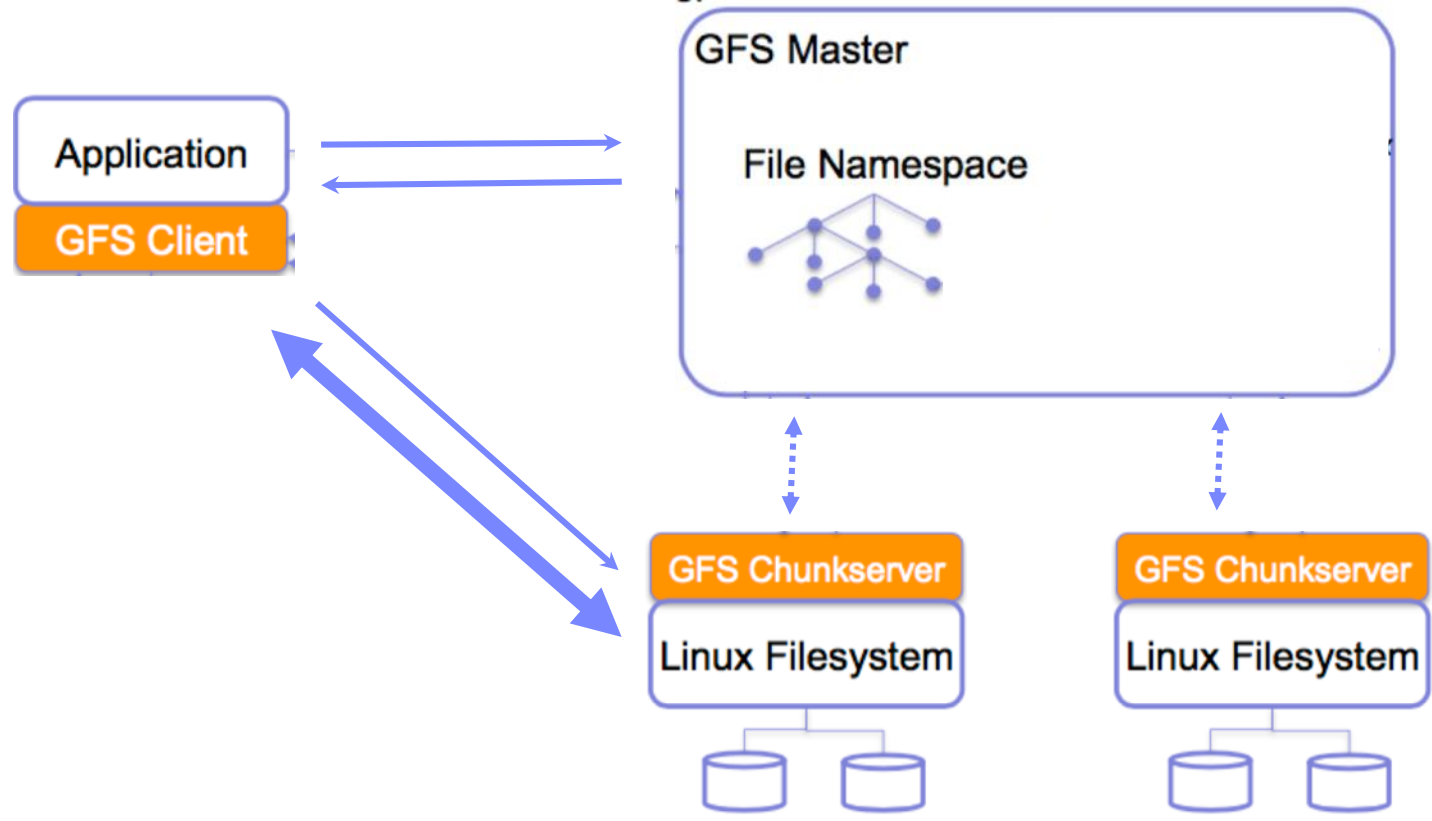 GFS Master
Application
File Namespace
GFS Client
GFS Chunkserver
GFS Chunkserver
Linux Filesystem
Linux Filesystem